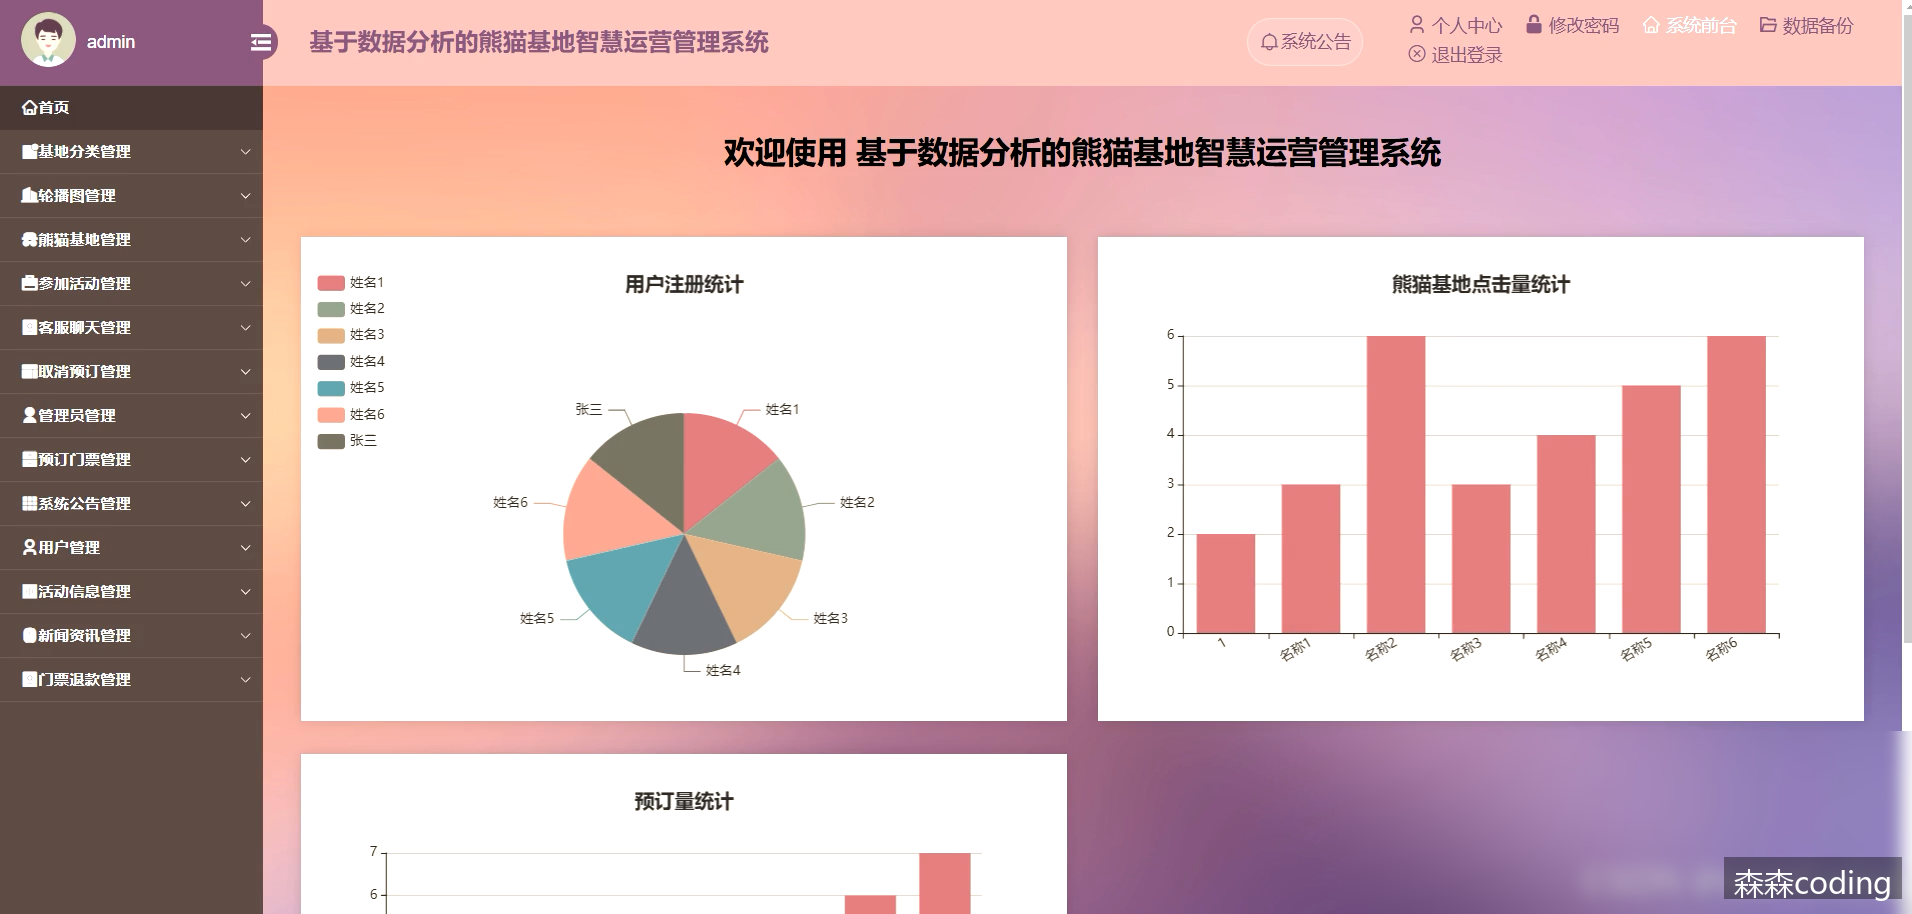 admin
基于数据分析的熊猫基地智慧运营管理系统
系统公告
个人中心
修改密码
系统前台
数据备份
退出登录
首页
基地分类管理
轮播图管理
熊猫基地管理
参加活动管理
客服聊天管理
取消预订管理
管理员管理
预订门票管理
系统公告管理
用户管理
活动信息管理
新闻资讯管理
门票退款管理
欢迎使用 基于数据分析的熊猫基地智慧运营管理系统
用户注册统计
姓名1
姓名2
姓名3
姓名4
姓名5
姓名6
张三
张三
姓名1
姓名6
姓名2
姓名5
姓名3
姓名4
熊猫基地点击量统计
6
5
4
3
2
1
0
1
名称1
名称2
名称3
名称4
名称5
名称6
预订量统计
7
6
森森coding